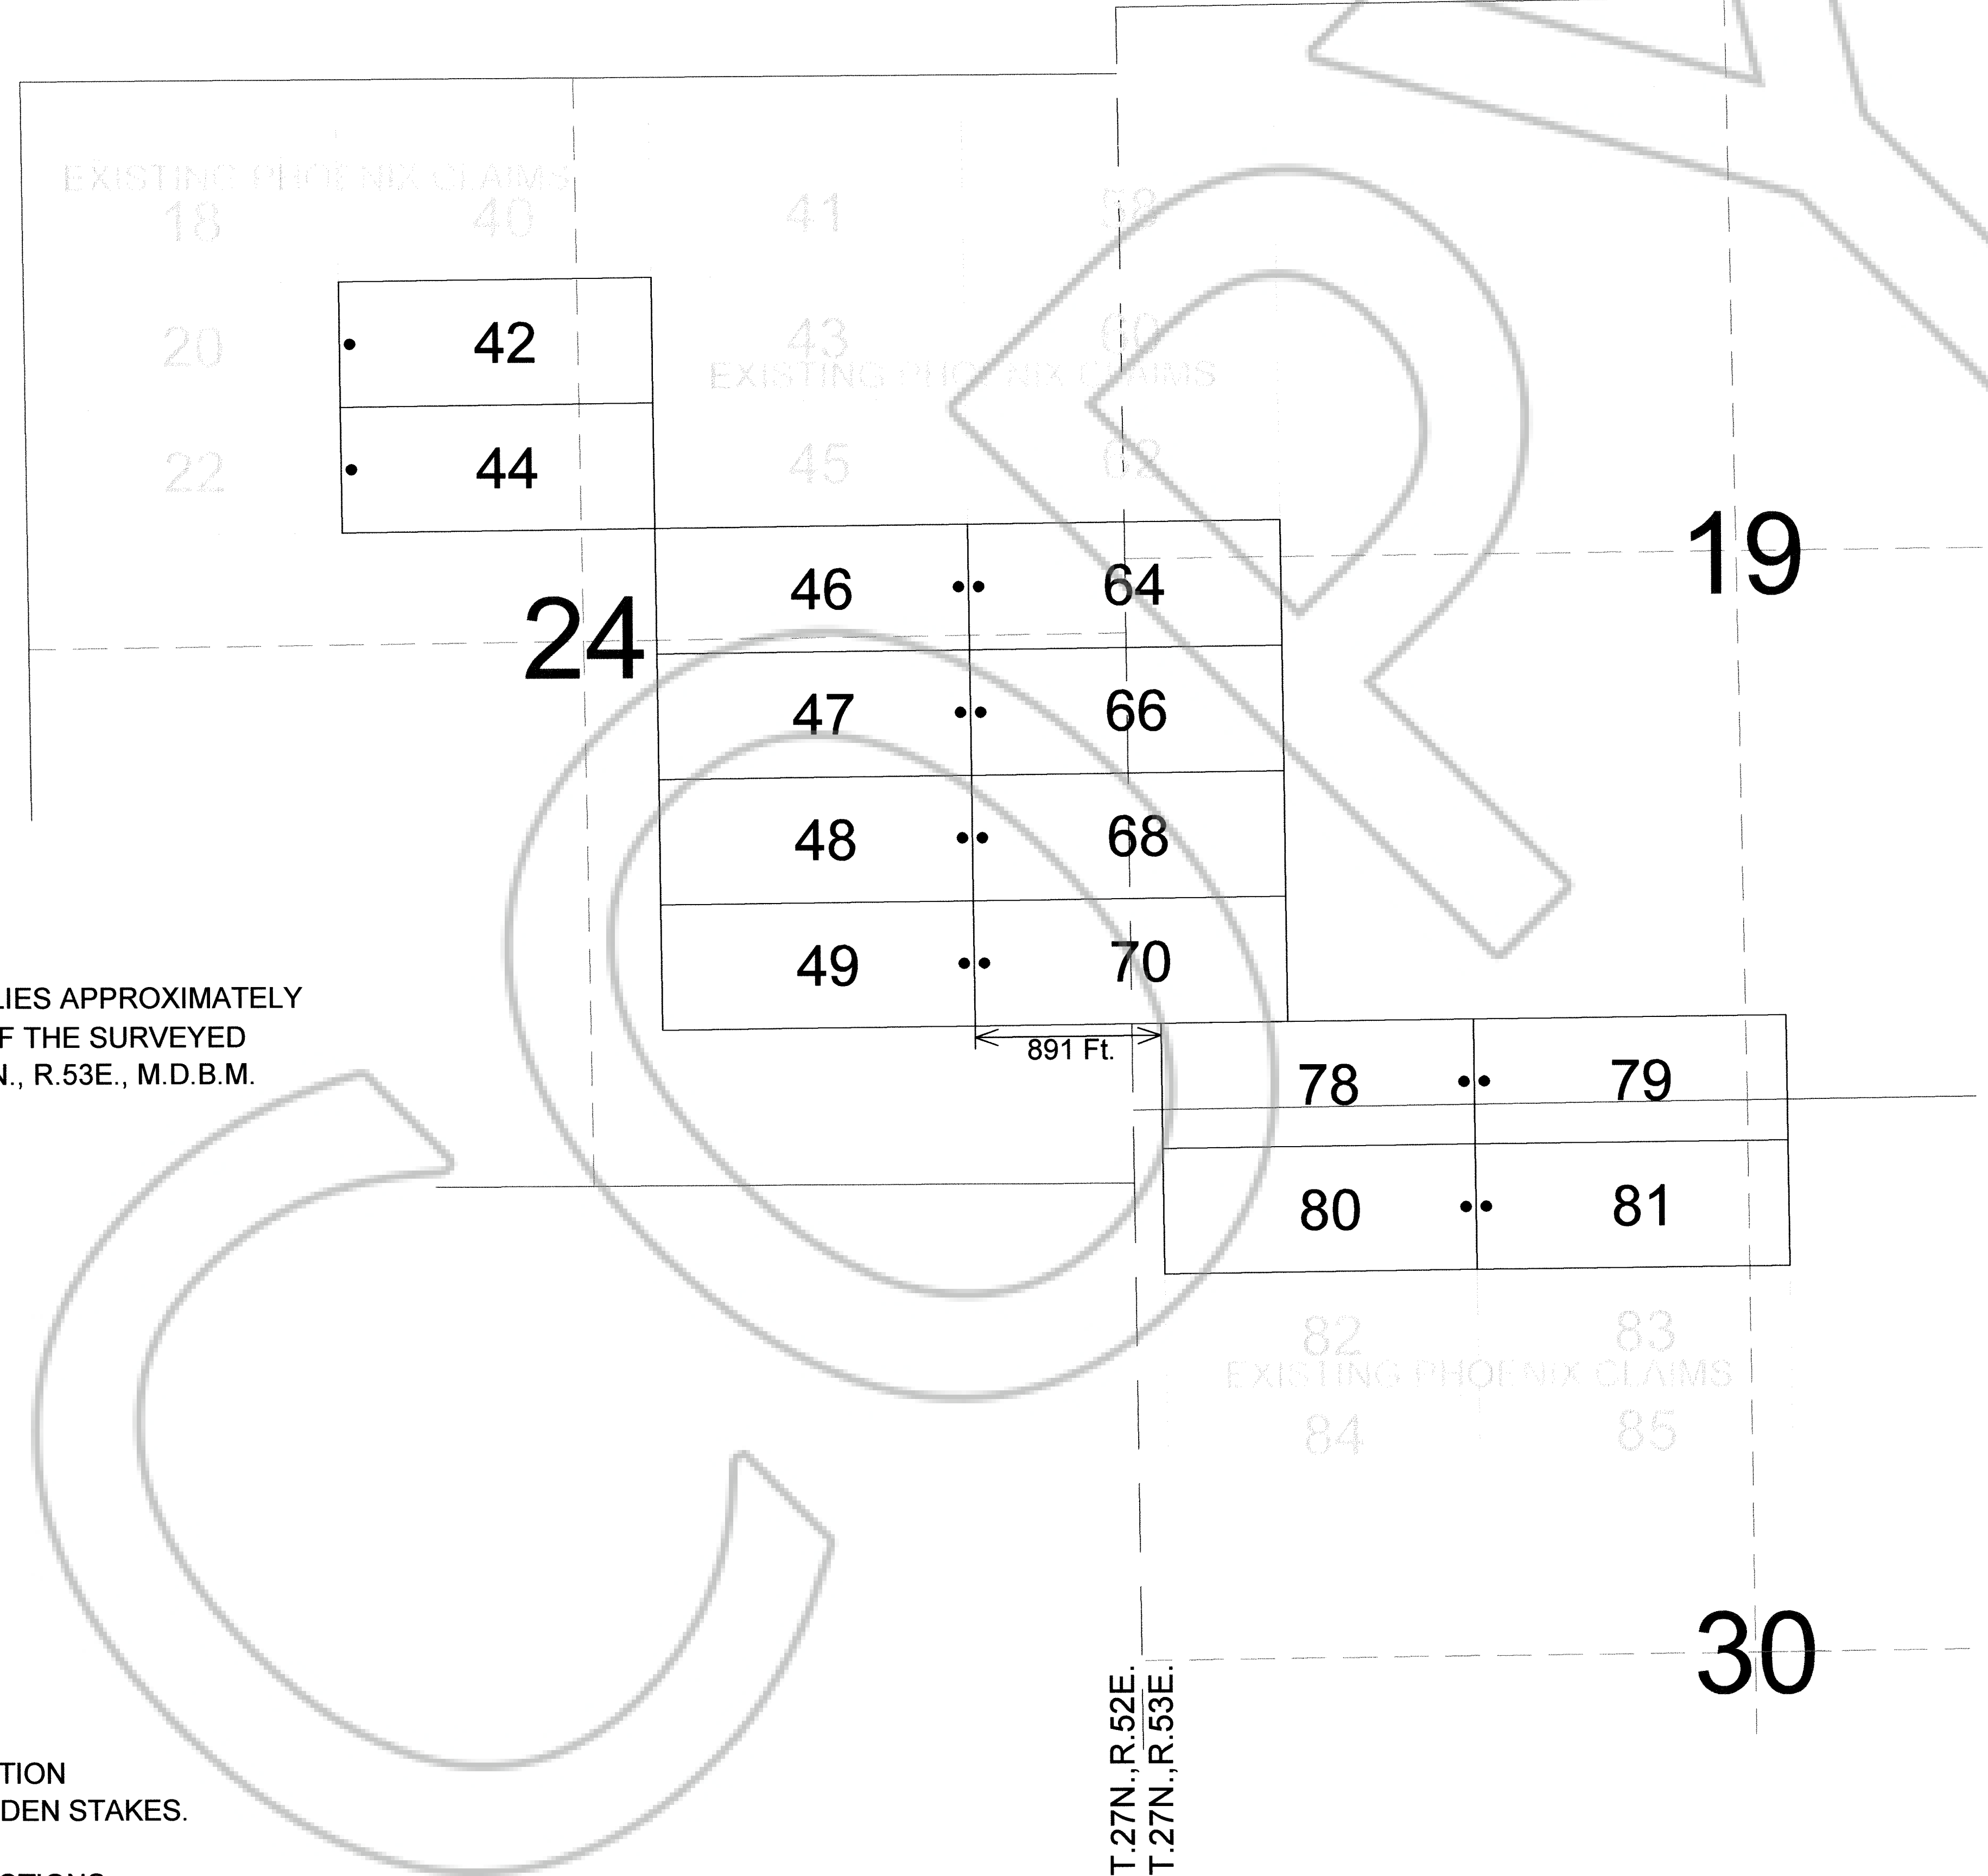 EXISTING PHOENIX CLAIMS
18 40 41 58
42
20 43 60
EXISTING PHOENIX CLAIMS
44
22 45 62
19
46 64
24
47 66
48 68
49 70
LIES APPROXIMATELY
F THE SURVEYED
N., R.53E., M.D.B.M.
891 Ft.
78 79
80 81
82 83
EXISTING PHOENIX CLAIMS
84 85
30
T.27N.,R.52E.
T.27N.,R.53E.
TION
DEN STAKES.
COPY